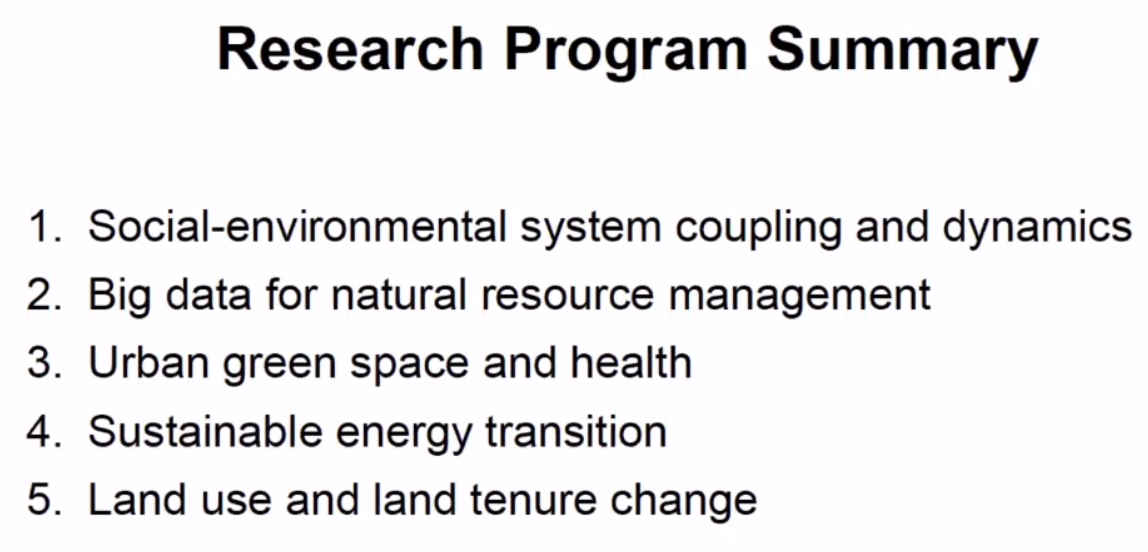 Research Program Summary
1. Social-environmental system coupling and dynamics
2. Big data for natural resource management
3. Urban green space and health
4. Sustainable energy transition
5. Land use and land tenure change